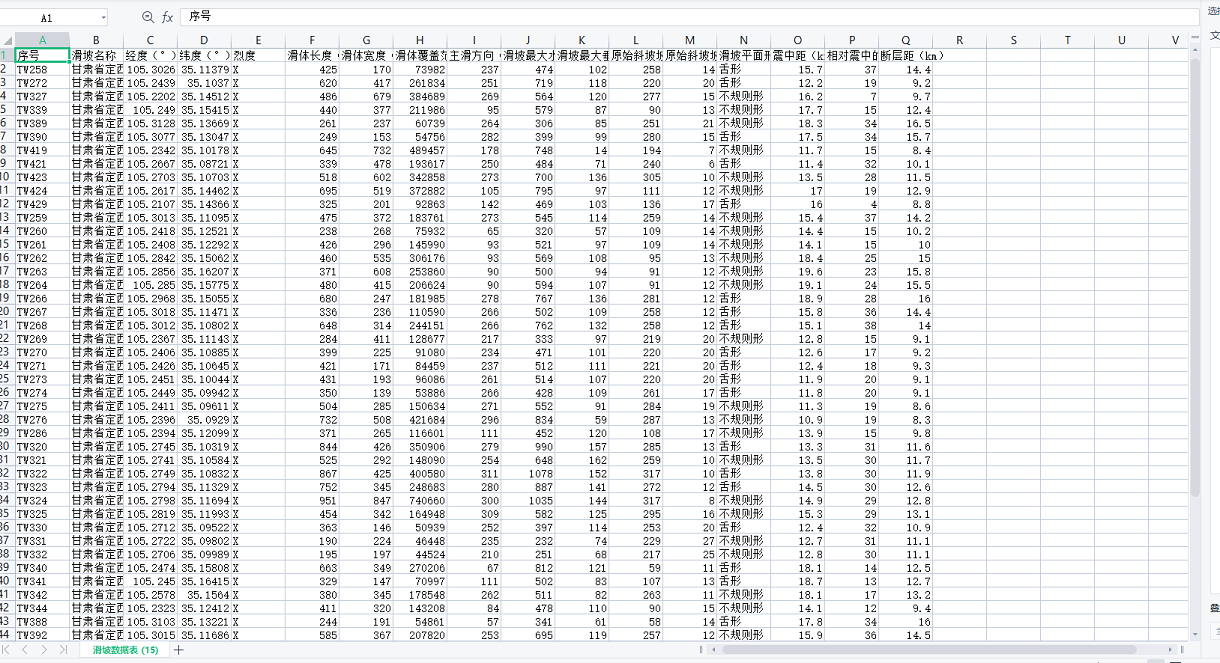 A1 fx 序号
选择
文
A B C D E F G H I J K L M N O P Q R S T U V
1 序号 滑坡名称 经度(°) 纬度(°) 烈度 滑体长度 滑体宽度 滑体覆盖范 主滑方向 滑坡最大水 滑坡最大垂 原始斜坡坡 原始斜坡坡 滑坡平面形 震中距(km 相对震中的 断层距(km)
2 TW258 甘肃省定西 105.3026 35.11379 X 425 170 73982 237 474 102 258 14 舌形 15.7 37 14.4
3 TW272 甘肃省定西 105.2439 35.1037 X 620 417 261834 251 719 118 220 20 舌形 12.2 19 9.2
4 TW327 甘肃省定西 105.2202 35.14512 X 486 679 384689 269 564 120 277 15 不规则形 16.2 7 9.7
5 TW339 甘肃省定西 105.249 35.15415 X 440 377 211986 95 579 87 90 13 不规则形 17.7 15 12.4
6 TW389 甘肃省定西 105.3128 35.13669 X 261 237 60739 264 306 85 251 21 不规则形 18.3 34 16.5
7 TW390 甘肃省定西 105.3077 35.13047 X 249 153 54756 282 399 99 280 15 舌形 17.5 34 15.7
8 TW419 甘肃省定西 105.2342 35.10178 X 645 732 489457 178 748 14 194 7 不规则形 11.7 15 8.4
9 TW421 甘肃省定西 105.2667 35.08721 X 339 478 193617 250 484 71 240 6 舌形 11.4 32 10.1
10 TW423 甘肃省定西 105.2703 35.10703 X 518 602 342858 273 700 136 305 10 不规则形 13.5 28 11.5
11 TW424 甘肃省定西 105.2617 35.14462 X 695 519 372882 105 795 97 111 12 不规则形 17 19 12.9
12 TW429 甘肃省定西 105.2107 35.14366 X 325 201 92863 142 469 103 136 17 舌形 16 4 8.8
13 TW259 甘肃省定西 105.3013 35.11095 X 475 372 183761 273 545 114 259 14 不规则形 15.4 37 14.2
14 TW260 甘肃省定西 105.2418 35.12521 X 238 268 75932 65 320 57 109 14 不规则形 14.4 15 10.2
15 TW261 甘肃省定西 105.2408 35.12292 X 426 296 145990 93 521 97 109 14 不规则形 14.1 15 10
16 TW262 甘肃省定西 105.2842 35.15062 X 460 535 306176 93 569 108 95 13 不规则形 18.4 25 15
17 TW263 甘肃省定西 105.2856 35.16207 X 371 608 253860 90 500 94 91 12 不规则形 19.6 23 15.8
18 TW264 甘肃省定西 105.285 35.15775 X 480 415 206624 90 594 107 91 12 不规则形 19.1 24 15.5
19 TW266 甘肃省定西 105.2968 35.15055 X 680 247 181985 278 767 136 281 12 舌形 18.9 28 16
20 TW267 甘肃省定西 105.3018 35.11471 X 336 236 110590 266 502 109 258 12 舌形 15.8 36 14.4
21 TW268 甘肃省定西 105.3012 35.10802 X 648 314 244151 266 762 132 258 12 舌形 15.1 38 14
22 TW269 甘肃省定西 105.2367 35.11143 X 284 411 128677 217 333 97 219 20 不规则形 12.8 15 9.1
23 TW270 甘肃省定西 105.2406 35.10885 X 399 225 91080 234 471 101 220 20 舌形 12.6 17 9.2
24 TW271 甘肃省定西 105.2426 35.10645 X 421 171 84459 237 512 111 221 20 舌形 12.4 18 9.3
25 TW273 甘肃省定西 105.2451 35.10044 X 431 193 96086 261 514 107 220 20 舌形 11.9 20 9.1
26 TW274 甘肃省定西 105.2449 35.09942 X 350 139 53886 266 428 109 261 17 舌形 11.8 20 9.1
27 TW275 甘肃省定西 105.2411 35.09611 X 504 285 150634 271 552 91 284 19 不规则形 11.3 19 8.6
28 TW276 甘肃省定西 105.2396 35.0929 X 732 508 421684 296 834 59 287 13 不规则形 10.9 19 8.3
29 TW286 甘肃省定西 105.2394 35.12099 X 371 265 116601 111 452 120 108 17 不规则形 13.9 15 9.8
30 TW320 甘肃省定西 105.2745 35.10319 X 844 426 350906 279 990 157 285 13 舌形 13.3 31 11.6
31 TW321 甘肃省定西 105.2741 35.10584 X 525 292 148090 254 648 162 259 10 不规则形 13.5 30 11.7
32 TW322 甘肃省定西 105.2749 35.10832 X 867 425 400580 311 1078 152 317 10 舌形 13.8 30 11.9
33 TW323 甘肃省定西 105.2794 35.11329 X 752 345 248683 280 887 141 272 12 舌形 14.5 30 12.6
34 TW324 甘肃省定西 105.2798 35.11694 X 951 847 740660 300 1035 144 317 8 不规则形 14.9 29 12.8
35 TW325 甘肃省定西 105.2819 35.11993 X 454 342 164948 309 582 125 295 16 不规则形 15.3 29 13.1
36 TW330 甘肃省定西 105.2712 35.09522 X 363 146 50939 252 397 114 253 20 舌形 12.4 32 10.9
37 TW331 甘肃省定西 105.2722 35.09802 X 190 224 46448 235 232 74 229 27 不规则形 12.7 31 11.1
38 TW332 甘肃省定西 105.2706 35.09989 X 195 197 44524 210 251 68 217 25 不规则形 12.8 30 11.1
39 TW340 甘肃省定西 105.2474 35.15808 X 663 349 270206 67 812 121 59 11 舌形 18.1 14 12.5
40 TW341 甘肃省定西 105.245 35.16415 X 329 147 70997 111 502 83 107 13 舌形 18.7 13 12.7
41 TW342 甘肃省定西 105.2578 35.1564 X 380 345 178548 262 511 82 263 11 不规则形 18.1 17 13.2
42 TW344 甘肃省定西 105.2323 35.12412 X 411 320 143208 84 478 110 90 15 不规则形 14.1 12 9.4
43 TW388 甘肃省定西 105.3103 35.13221 X 244 191 54861 57 341 61 58 14 舌形 17.8 34 16
44 TW392 甘肃省定西 105.3015 35.11686 X 585 367 207820 253 695 119 257 12 不规则形 15.9 36 14.5
滑坡数据表 (15)